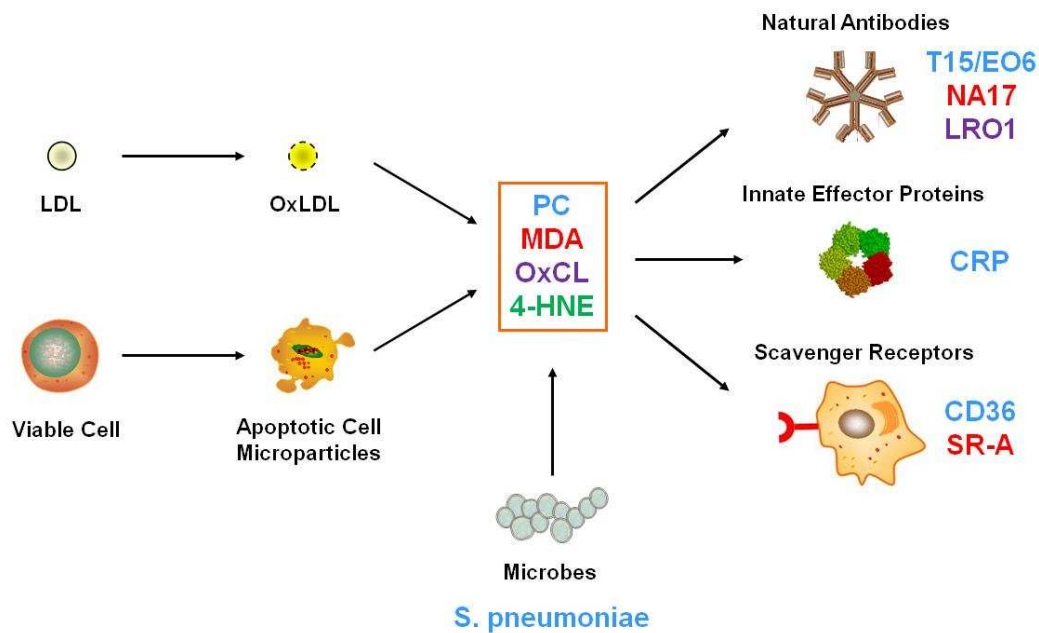 Natural Antibodies
T15/EO6
NA17
LRO1
LDL
OxLDL
PC
MDA
OxCL
4-HNE
Innate Effector Proteins
CRP
Viable Cell
Apoptotic Cell
Microparticles
Scavenger Receptors
CD36
SR-A
Microbes
S. pneumoniae